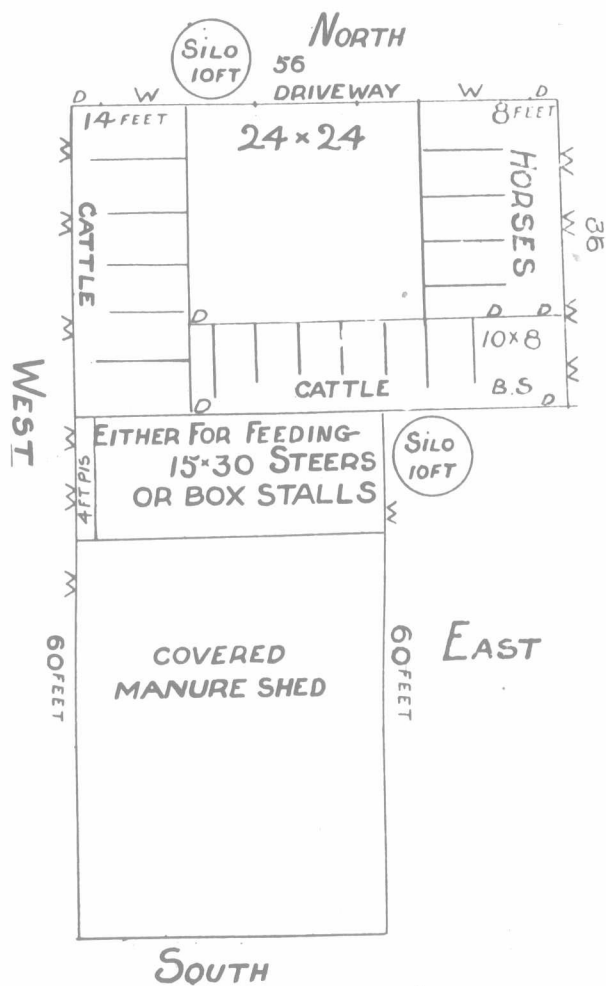 NORTH
SILO
10FT
56
DRIVEWAY
D W W D
14 FEET
24 × 24
8 FEET
CATTLE
HORSES
36
D D D
10×8
CATTLE
B.S
D D
WEST
EITHER FOR FEEDING
15×30 STEERS
OR BOX STALLS
4 FT PIS
SILO
10FT
60 FEET
COVERED
MANURE SHED
60 FEET
EAST
SOUTH